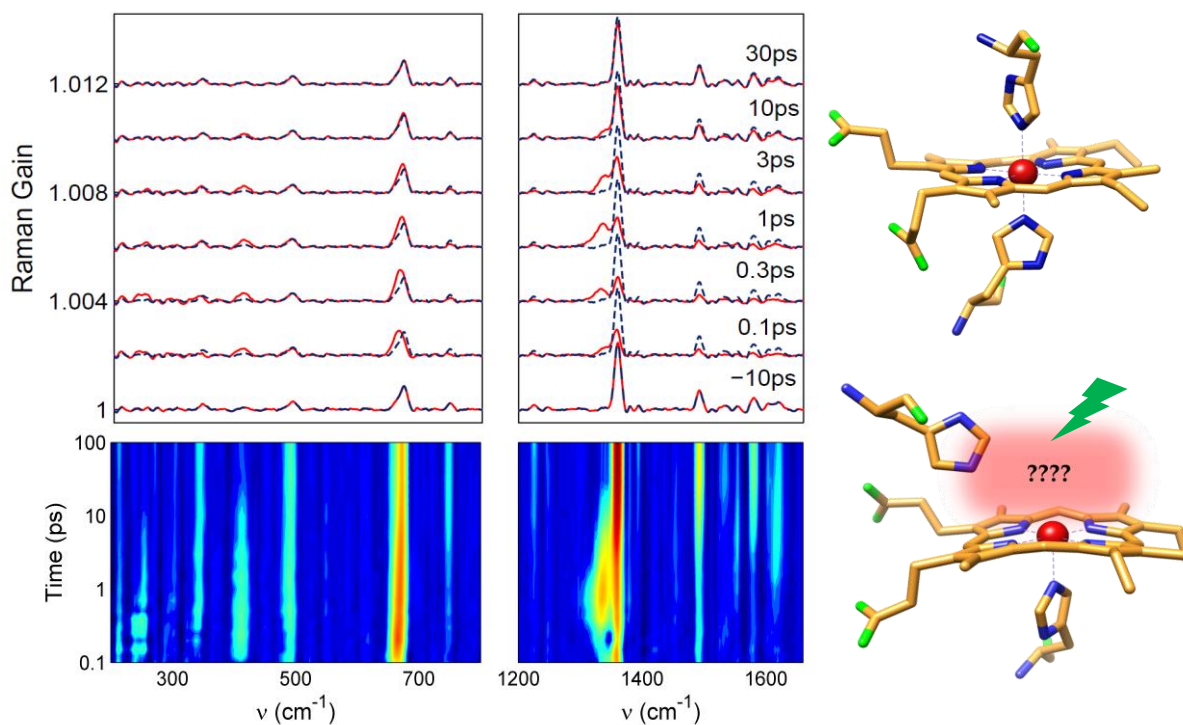 Raman Gain
1.012
1.008
1.004
1
30ps
10ps
3ps
1ps
0.3ps
0.1ps
−10ps
Time (ps)
100
10
1
0.1
300
500
700
ν (cm⁻¹)
1200
1400
1600
ν (cm⁻¹)
????